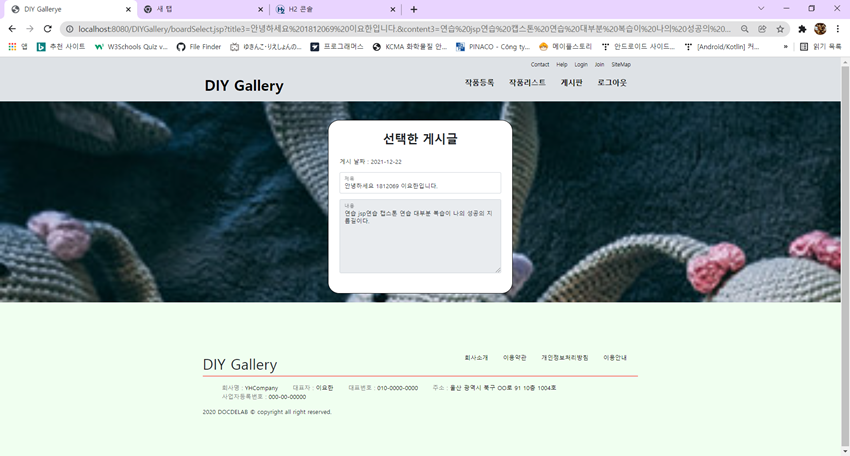 DIY Gallerye
새 탭
H2 콘솔
localhost:8080/DIYGallery/boardSelect.jsp?title3=안녕하세요%201812069%20이요한입니다.&content3=연습%20jsp연습%20캡스톤%20연습%20대부분%20복습이%20나의%20성공의%20...
앱 추천 사이트 W3Schools Quiz v... File Finder ゆきんこ・りえしょんの... 프로그래머스 KCMA 화학물질 안... PINACO - Công ty... 메이플스토리 안드로이드 사이드... [Android/Kotlin] 커... » 읽기 목록
Contact Help Login Join SiteMap
DIY Gallery 작품등록 작품리스트 게시판 로그아웃
선택한 게시글
게시 날짜 : 2021-12-22
제목
안녕하세요 1812069 이요한입니다.
내용
연습 jsp연습 캡스톤 연습 대부분 복습이 나의 성공의 지
름길이다.
DIY Gallery 회사소개 이용약관 개인정보처리방침 이용안내
회사명 : YHCompany 대표자 : 이요한 대표번호 : 010-0000-0000 주소 : 울산 광역시 북구 OO로 91 10층 1004호
사업자등록번호 : 000-00-00000
2020 DOCDELAB © copyright all right reserved.